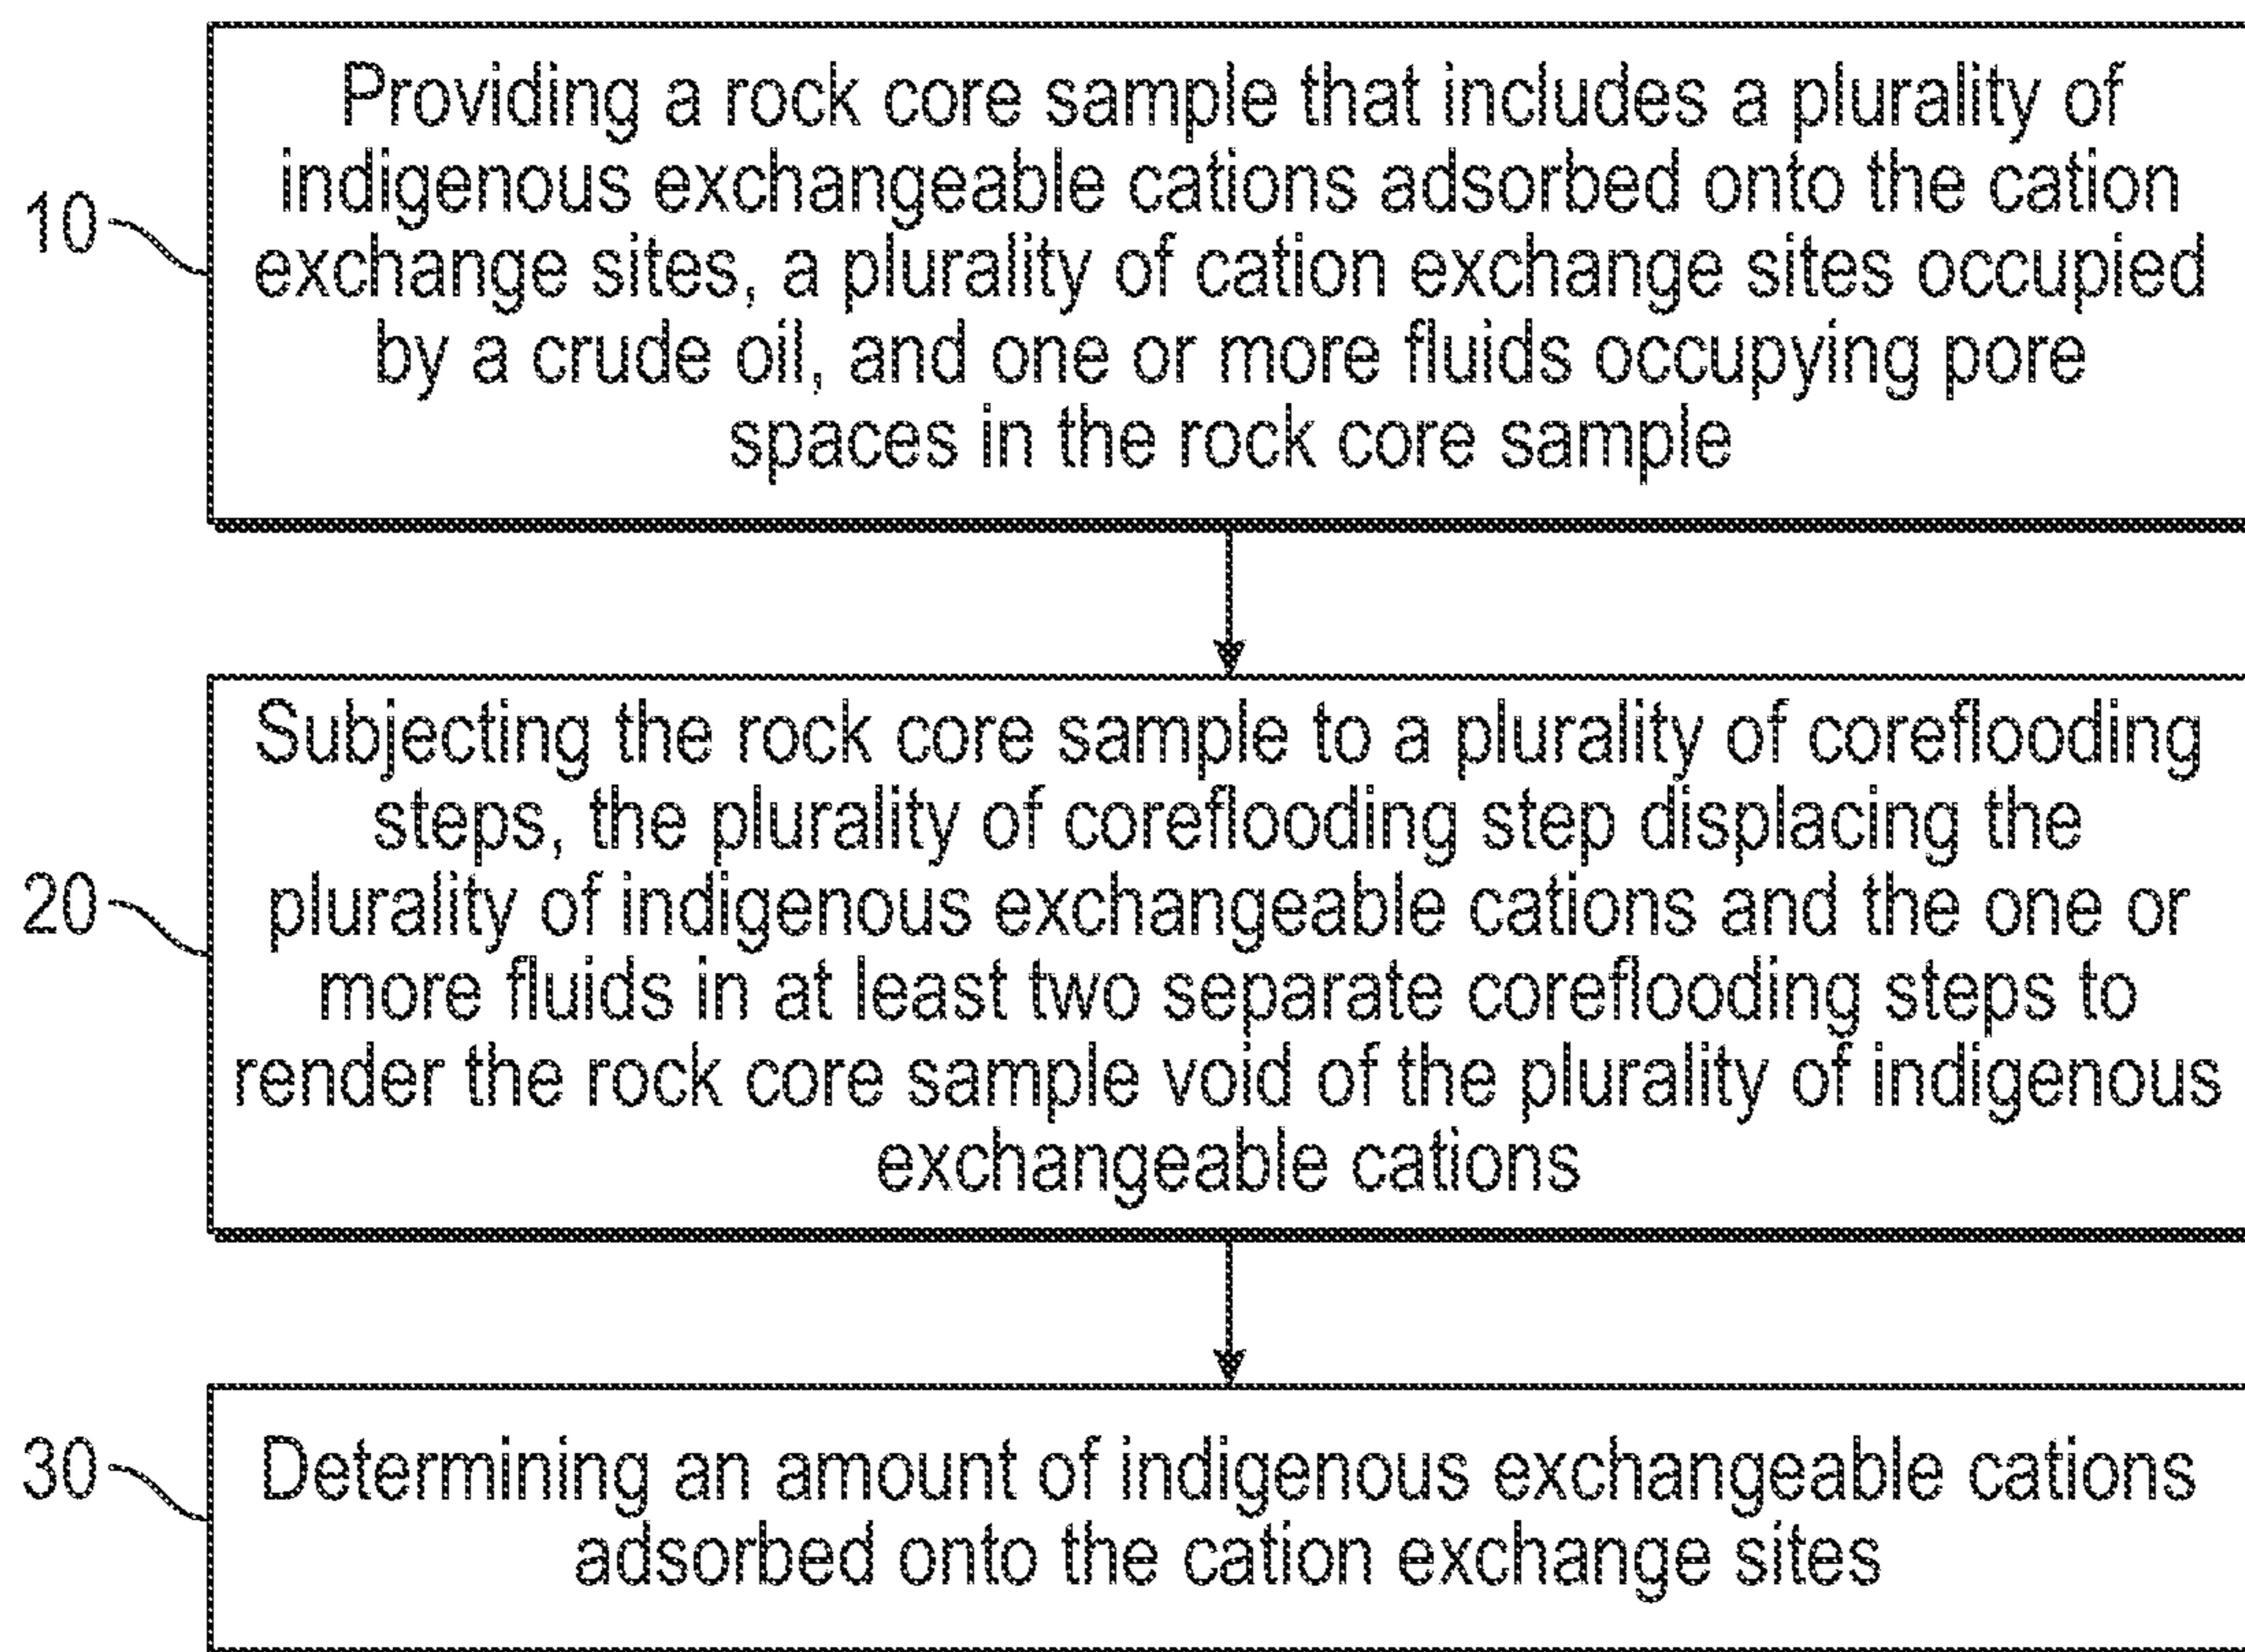 Providing a rock core sample that includes a plurality of
indigenous exchangeable cations adsorbed onto the cation
exchange sites, a plurality of cation exchange sites occupied
by a crude oil, and one or more fluids occupying pore
spaces in the rock core sample
10
Subjecting the rock core sample to a plurality of coreflooding
steps, the plurality of coreflooding step displacing the
plurality of indigenous exchangeable cations and the one or
more fluids in at least two separate coreflooding steps to
render the rock core sample void of the plurality of indigenous
exchangeable cations
20
Determining an amount of indigenous exchangeable cations
adsorbed onto the cation exchange sites
30